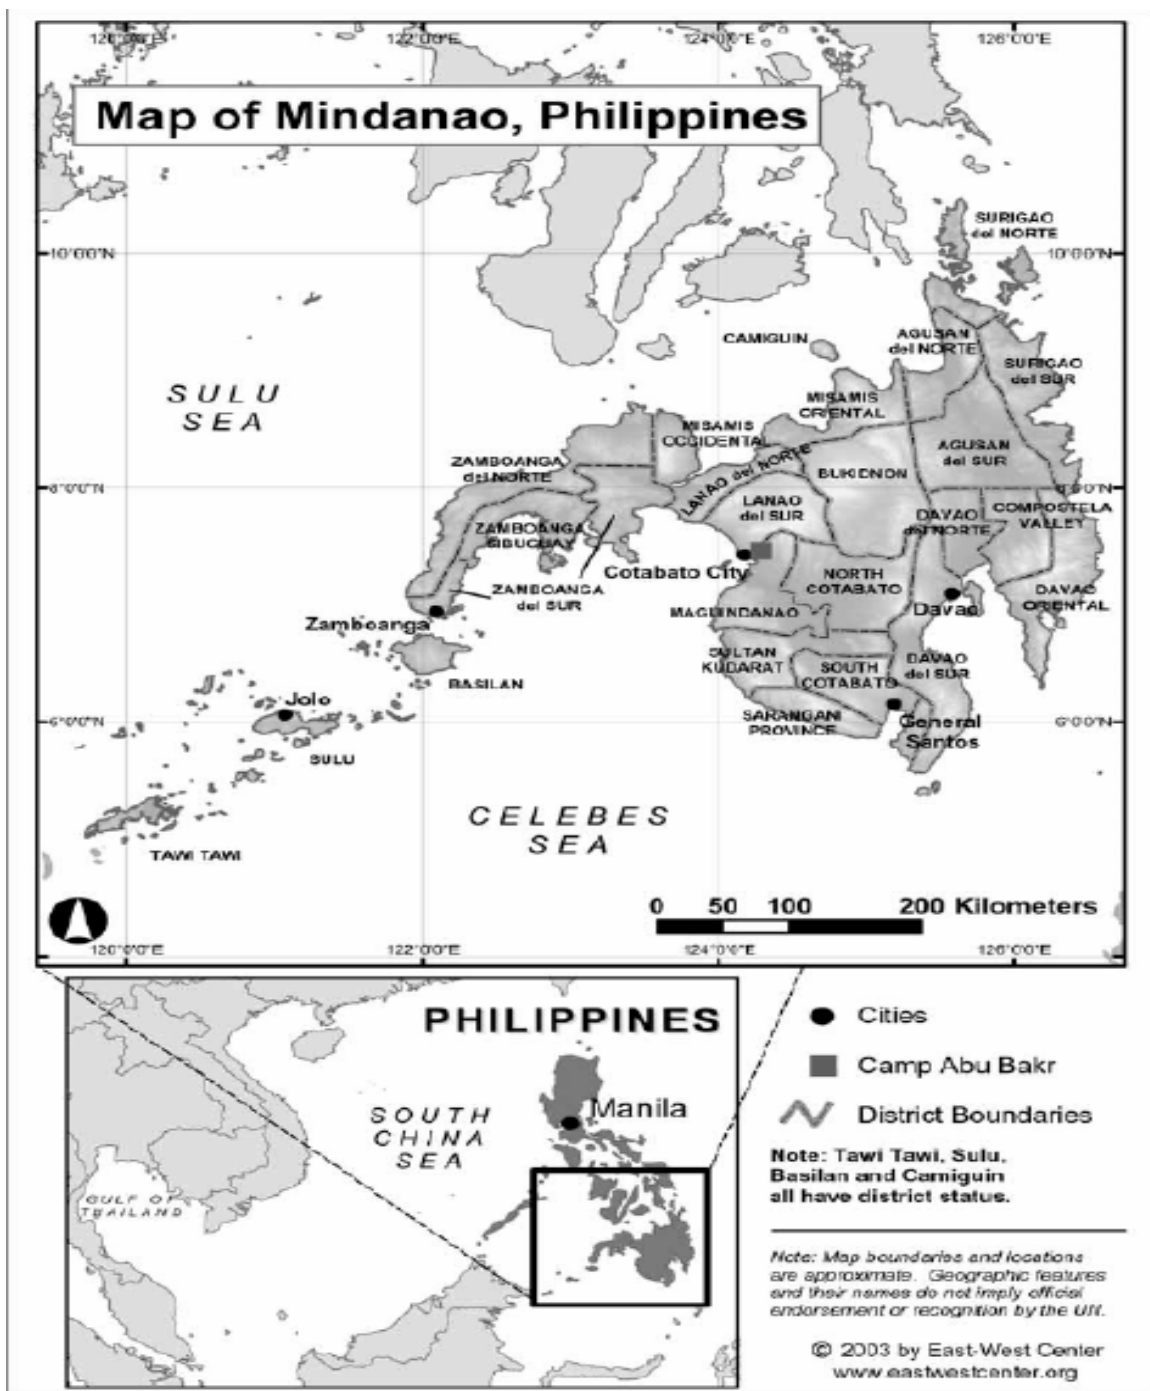 120°0'0"E 122°0'0"E 124°0'0"E 126°0'0"E
Map of Mindanao, Philippines
SURIGAO
del NORTE
10°0'0"N 10°0'0"N
CAMIGUIN
AGUSAN
del NORTE
SURIGAO
del SUR
SULU
SEA
MISAMIS
ORIENTAL
MISAMIS
OCCIDENTAL
AGUSAN
del SUR
ZAMBOANGA
del NORTE
LANAO del NORTE
BUKIDNON
8°0'0"N 8°0'0"N
LANAO
del SUR
DAVAO
del NORTE
COMPOSTELA
VALLEY
ZAMBOANGA
SIBUGUAY
Cotabato City
NORTH
COTABATO
ZAMBOANGA
del SUR
DAVAO
ORIENTAL
Davao
MAGUINDANAO
Zamboanga
SULTAN
KUDARAT
SOUTH
COTABATO
DAVAO
del SUR
BASILAN
Jolo
SARANGANI
PROVINCE
General
Santos
6°0'0"N 6°0'0"N
SULU
CELEBES
SEA
TAWI TAWI
0 50 100 200 Kilometers
120°0'0"E 122°0'0"E 124°0'0"E 126°0'0"E
PHILIPPINES
Manila
SOUTH
CHINA
SEA
GULF OF
THAILAND
Cities
Camp Abu Bakr
District Boundaries
Note: Tawi Tawi, Sulu,
Basilan and Camiguin
all have district status.
Note: Map boundaries and locations
are approximate. Geographic features
and their names do not imply official
endorsement or recognition by the UN.
© 2003 by East-West Center
www.eastwestcenter.org